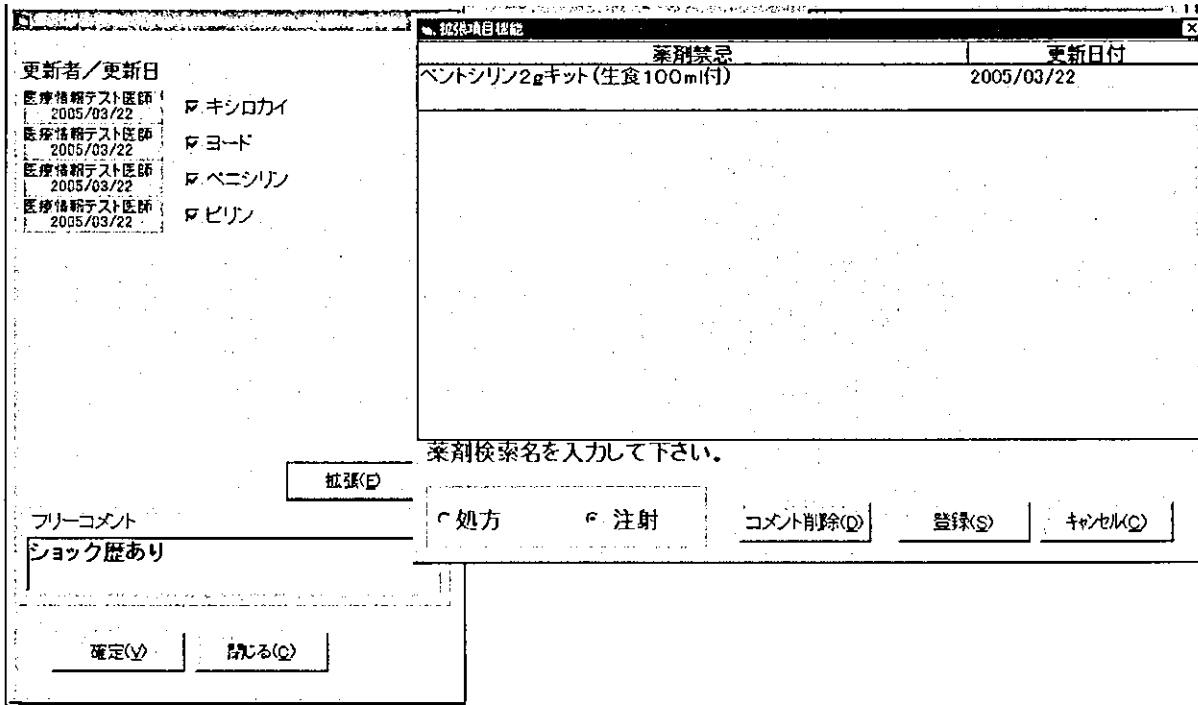 更新者／更新日
医療情報テスト医師
2005/03/22
キシロカイ
医療情報テスト医師
2005/03/22
ヨード
医療情報テスト医師
2005/03/22
ペニシリン
医療情報テスト医師
2005/03/22
ピリン
拡張(E)
フリーコメント
ショック歴あり
確定(V) 閉じる(C)
拡張項目機能
薬剤禁忌 更新日付
ペントシリン2gキット(生食100ml付) 2005/03/22
薬剤検索名を入力して下さい。
処方 注射 コメント削除(D) 登録(S) キャンセル(C)